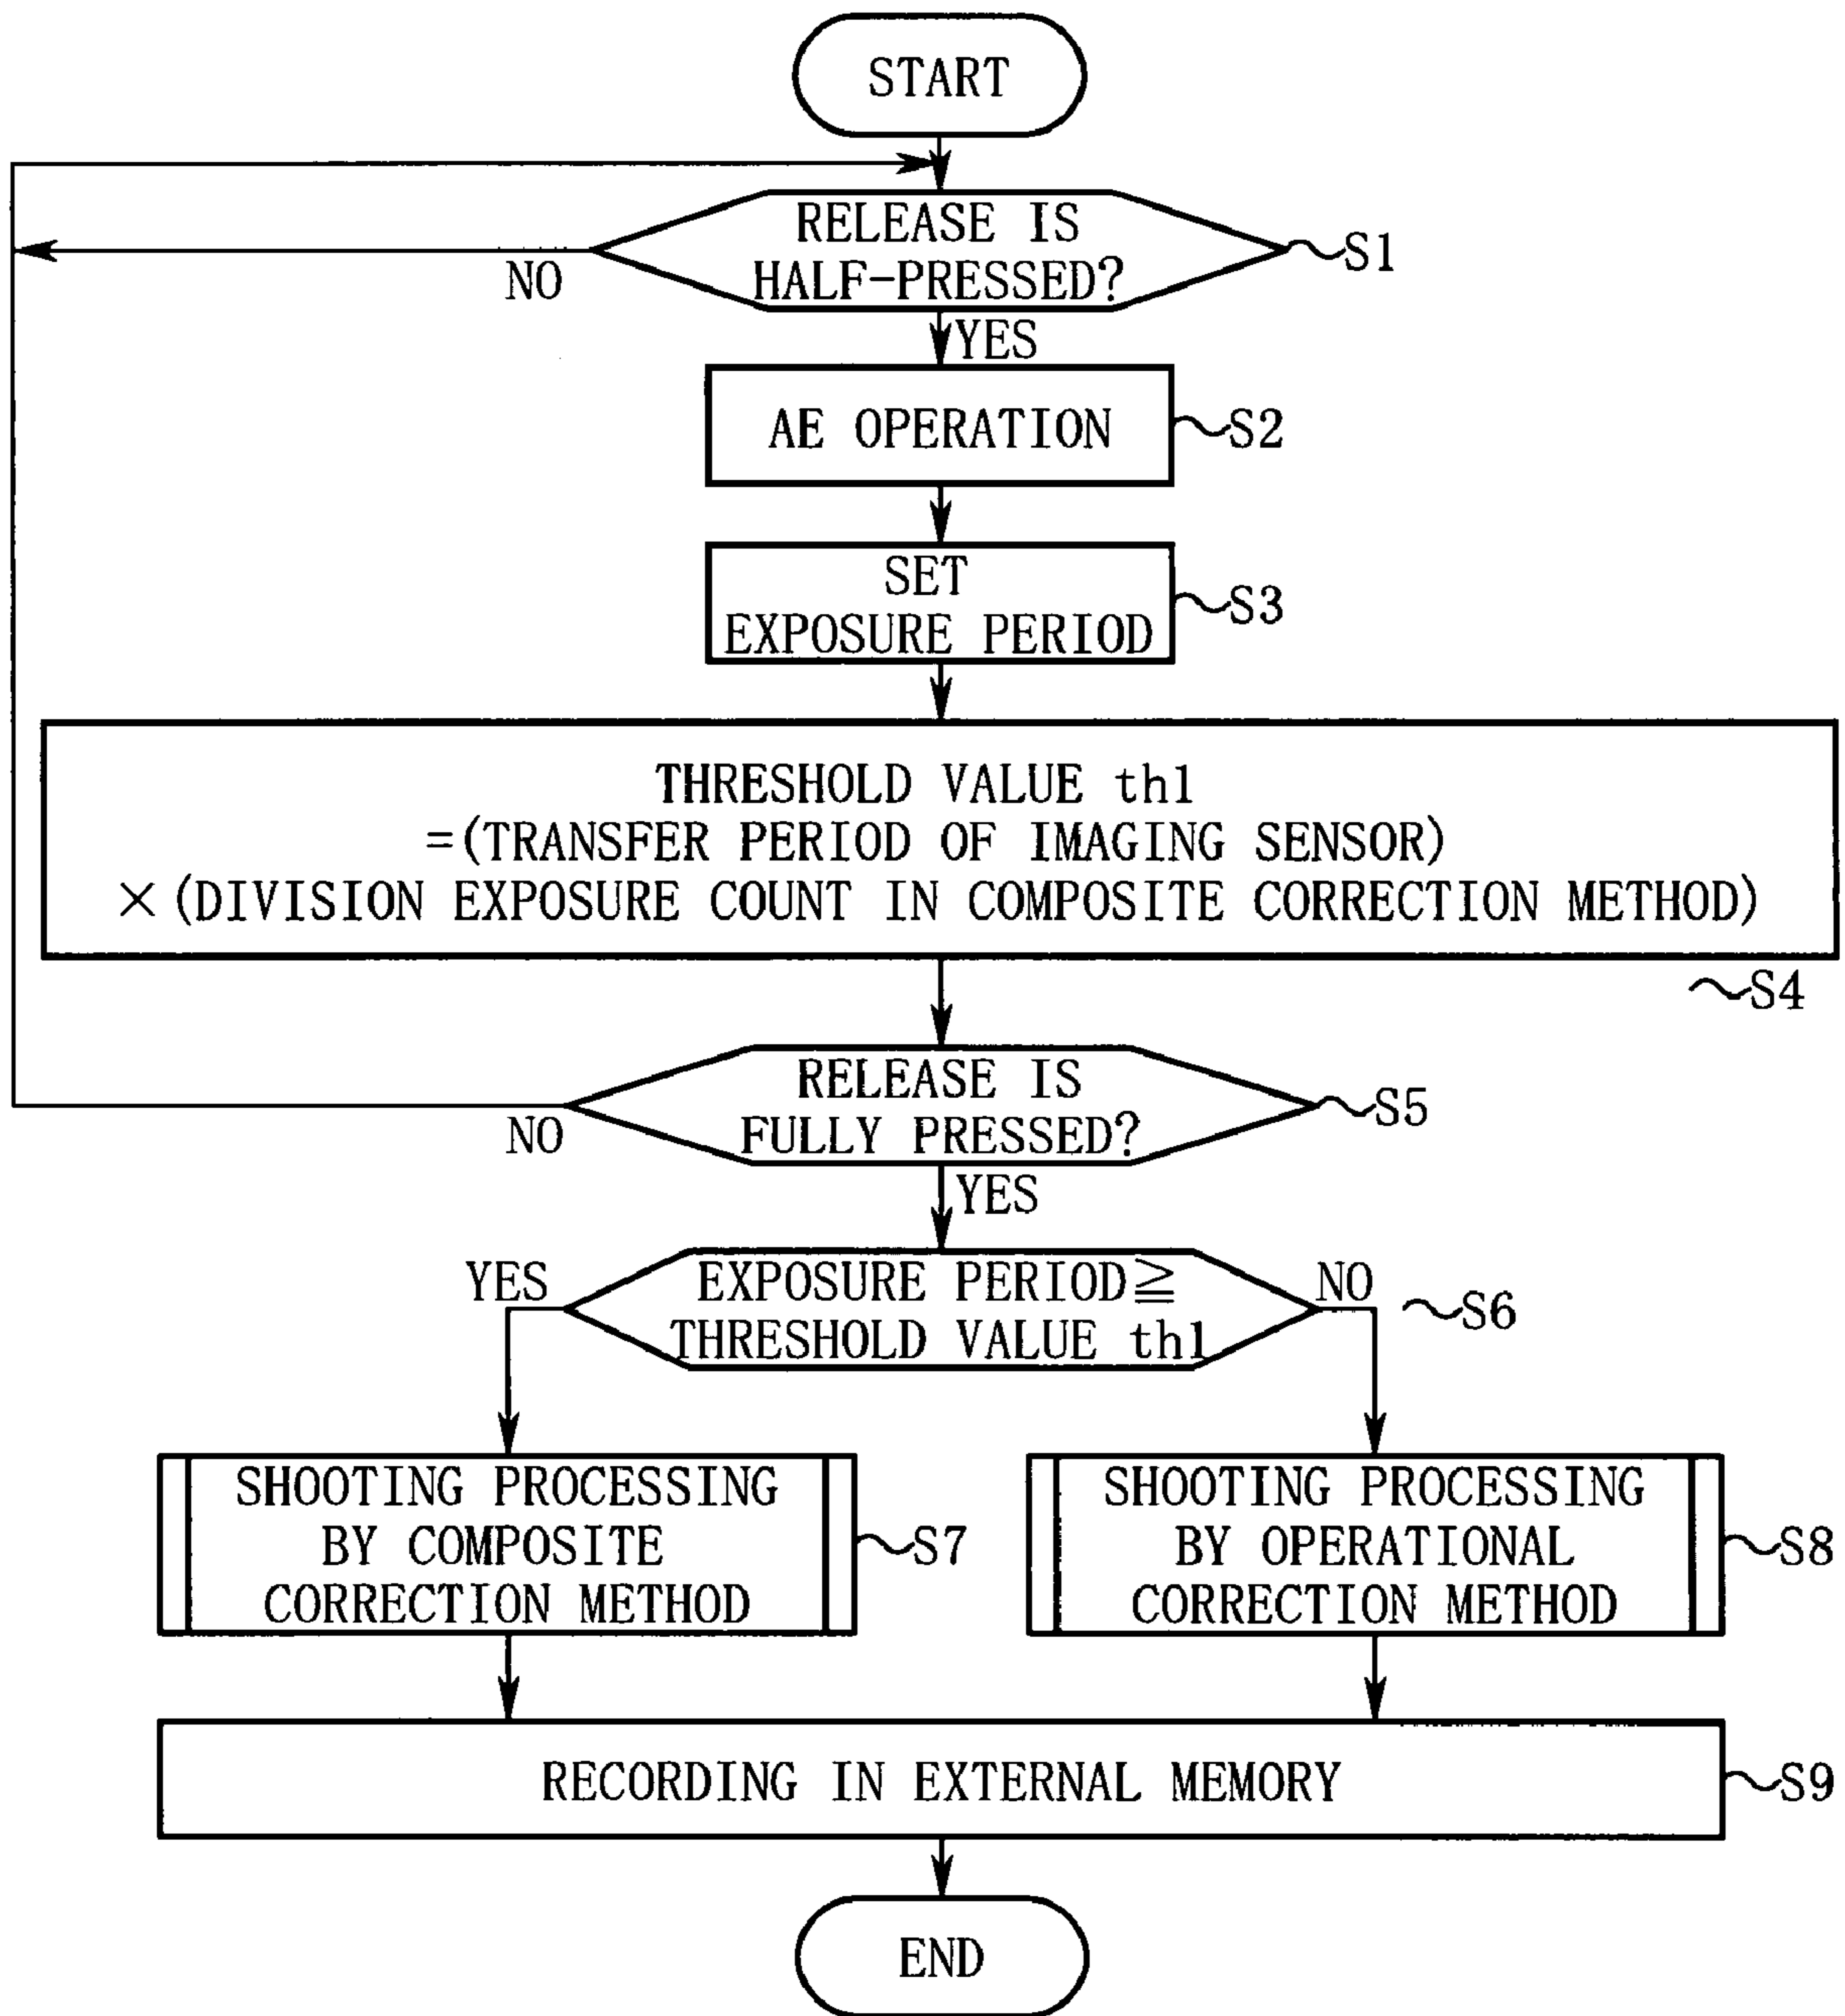 START
RELEASE IS
HALF-PRESSED?
S1
NO
YES
AE OPERATION
S2
SET
EXPOSURE PERIOD
S3
THRESHOLD VALUE th1
=(TRANSFER PERIOD OF IMAGING SENSOR)
×(DIVISION EXPOSURE COUNT IN COMPOSITE CORRECTION METHOD)
S4
RELEASE IS
FULLY PRESSED?
S5
NO
YES
YES
EXPOSURE PERIOD≧
THRESHOLD VALUE th1
NO
S6
SHOOTING PROCESSING
BY COMPOSITE
CORRECTION METHOD
S7
SHOOTING PROCESSING
BY OPERATIONAL
CORRECTION METHOD
S8
RECORDING IN EXTERNAL MEMORY
S9
END